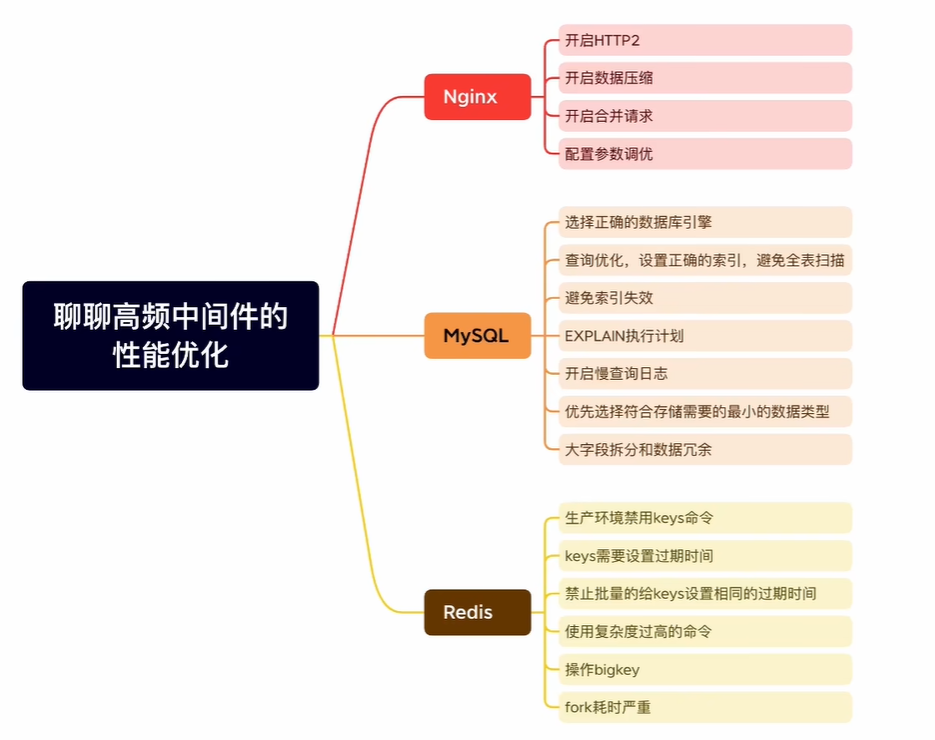 聊聊高频中间件的
性能优化
Nginx
开启HTTP2
开启数据压缩
开启合并请求
配置参数调优
MySQL
选择正确的数据库引擎
查询优化，设置正确的索引，避免全表扫描
避免索引失效
EXPLAIN执行计划
开启慢查询日志
优先选择符合存储需要的最小的数据类型
大字段拆分和数据冗余
Redis
生产环境禁用keys命令
keys需要设置过期时间
禁止批量的给keys设置相同的过期时间
使用复杂度过高的命令
操作bigkey
fork耗时严重